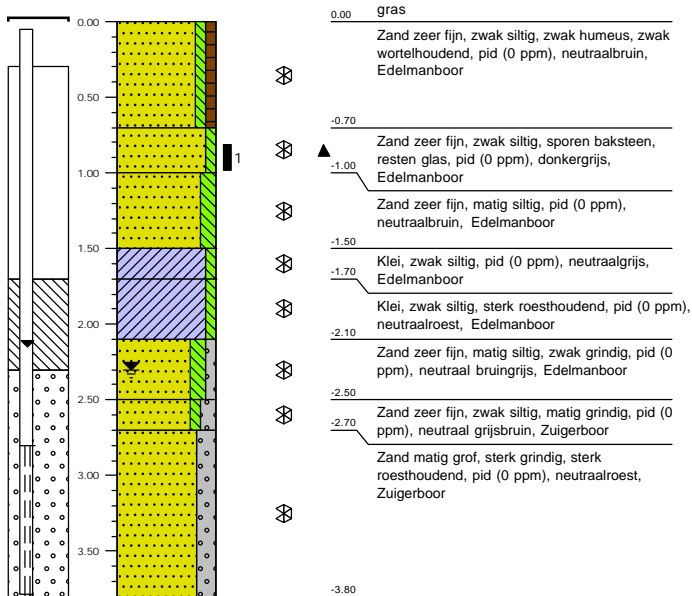 0.00
0.50
1.00
1.50
2.00
2.50
3.00
3.50
1
0.00
gras
Zand zeer fijn, zwak siltig, zwak humeus, zwak
wortelhoudend, pid (0 ppm), neutraalbruin,
Edelmanboor
-0.70
Zand zeer fijn, zwak siltig, sporen baksteen,
resten glas, pid (0 ppm), donkergrijs,
Edelmanboor
-1.00
Zand zeer fijn, matig siltig, pid (0 ppm),
neutraalbruin, Edelmanboor
-1.50
Klei, zwak siltig, pid (0 ppm), neutraalgrijs,
Edelmanboor
-1.70
Klei, zwak siltig, sterk roesthoudend, pid (0 ppm),
neutraalroest, Edelmanboor
-2.10
Zand zeer fijn, matig siltig, zwak grindig, pid (0
ppm), neutraal bruingrijs, Edelmanboor
-2.50
Zand zeer fijn, zwak siltig, matig grindig, pid (0
ppm), neutraal grijsbruin, Zuigerboor
-2.70
Zand matig grof, sterk grindig, sterk
roesthoudend, pid (0 ppm), neutraalroest,
Zuigerboor
-3.80